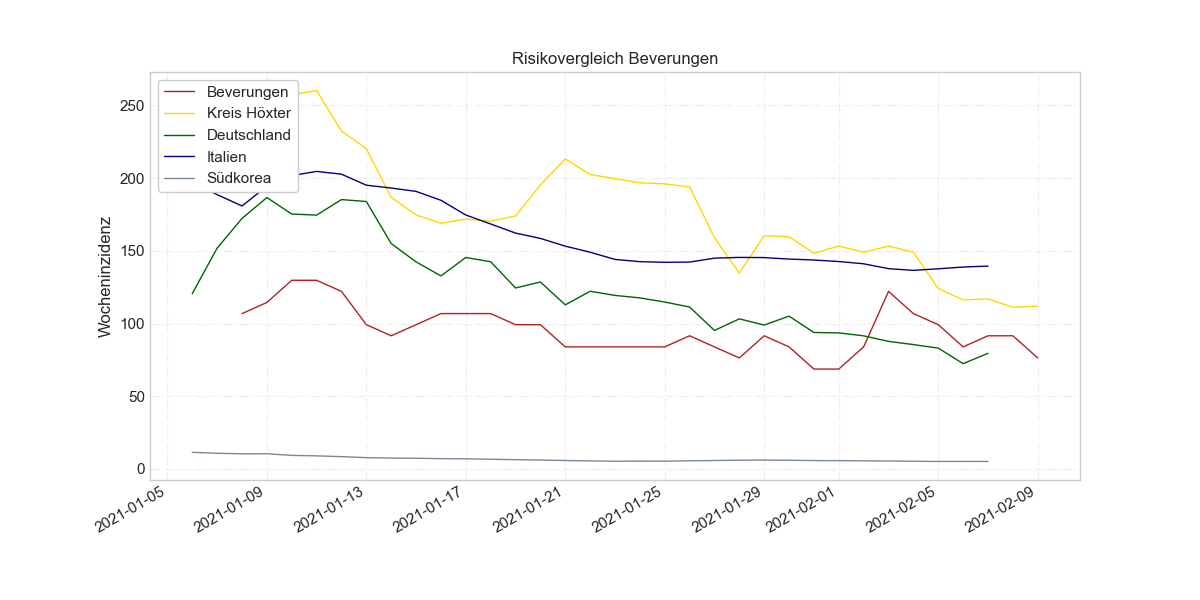 Risikovergleich Beverungen
Beverungen
Kreis Höxter
Deutschland
Italien
Südkorea
Wocheninzidenz
250
200
150
100
50
0
2021-01-05
2021-01-09
2021-01-13
2021-01-17
2021-01-21
2021-01-25
2021-01-29
2021-02-01
2021-02-05
2021-02-09